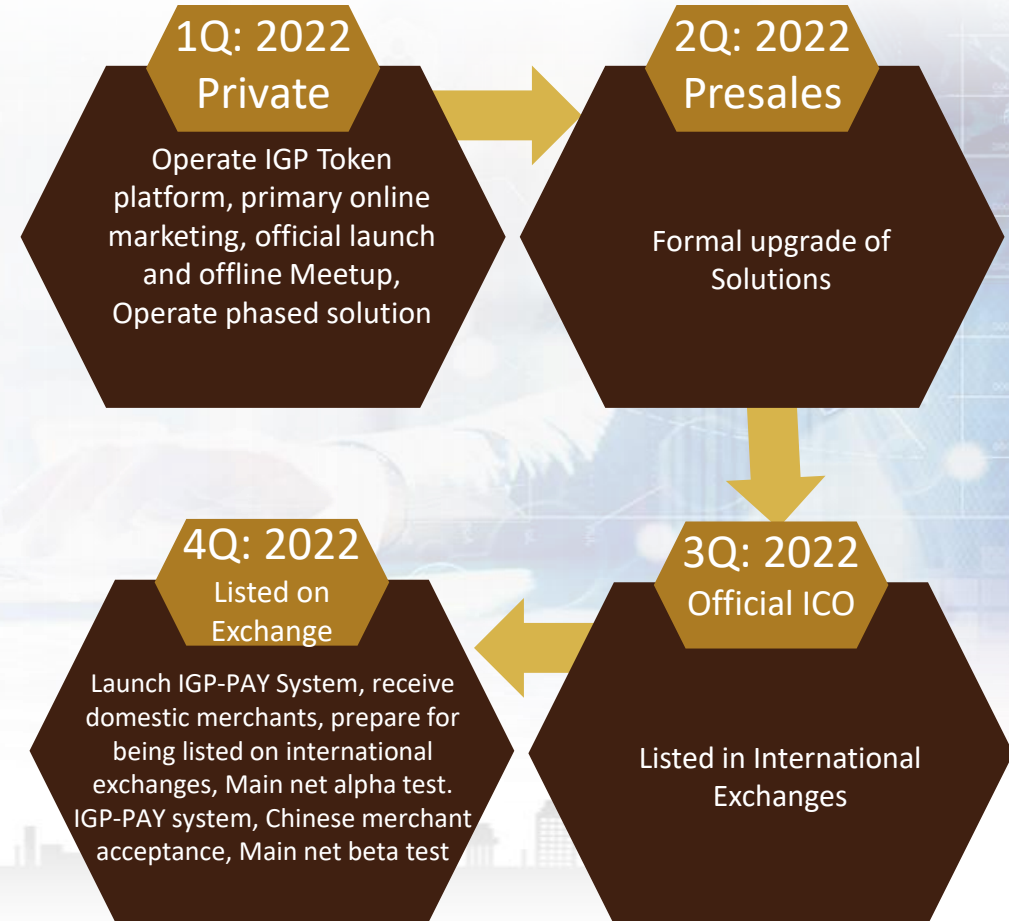 1Q: 2022
Private
Operate IGP Token
platform, primary online
marketing, official launch
and offline Meetup,
Operate phased solution
2Q: 2022
Presales
Formal upgrade of
Solutions
3Q: 2022
Official ICO
Listed in International
Exchanges
4Q: 2022
Listed on
Exchange
Launch IGP-PAY System, receive
domestic merchants, prepare for
being listed on international
exchanges, Main net alpha test.
IGP-PAY system, Chinese merchant
acceptance, Main net beta test